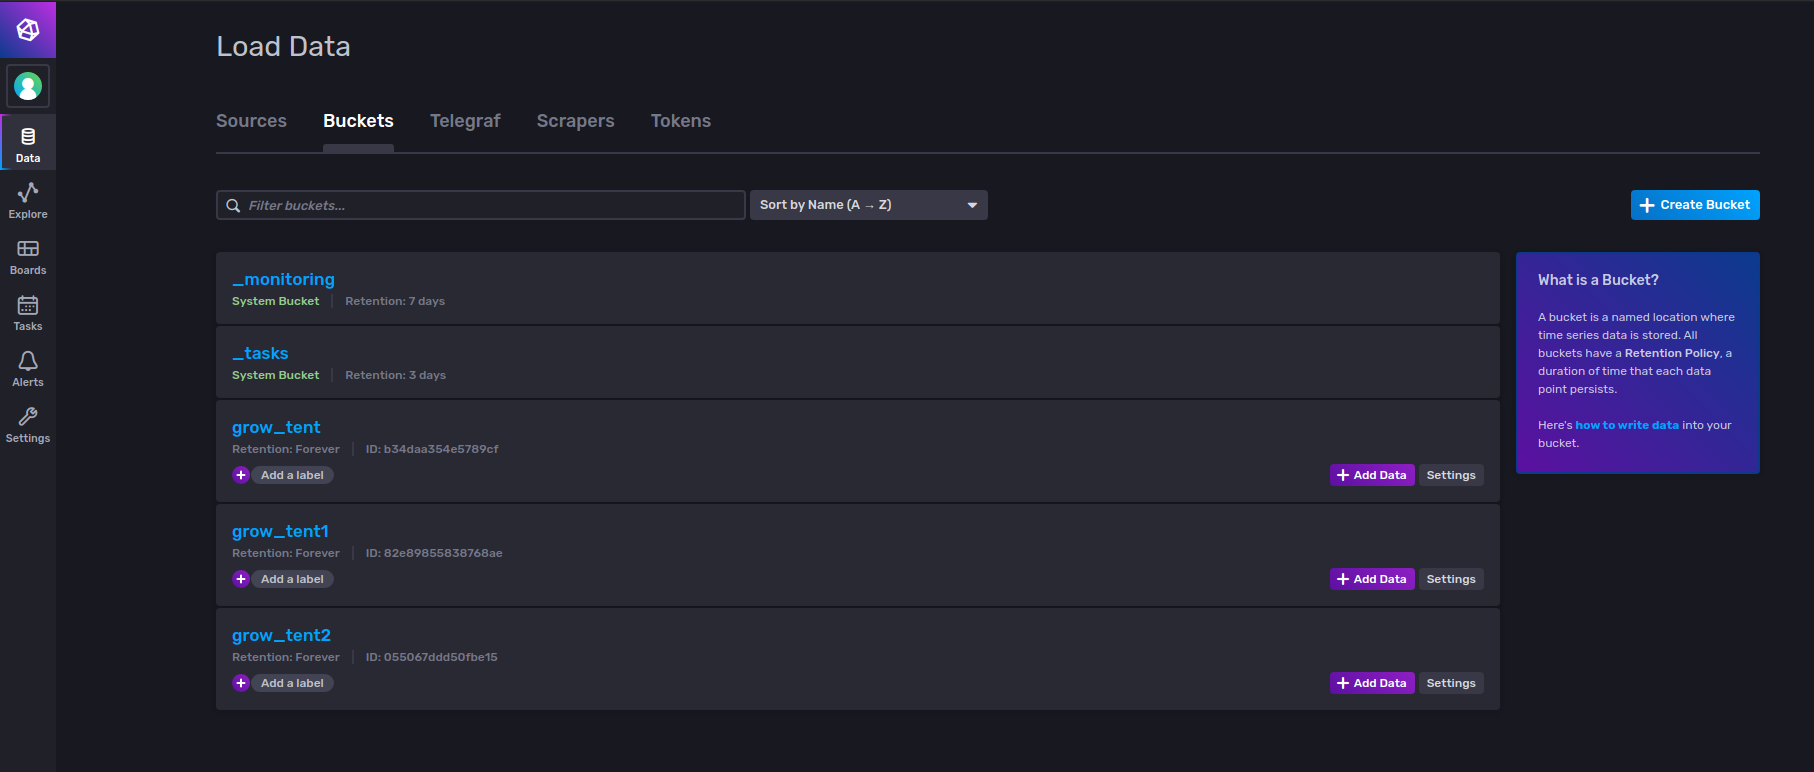 Load Data
Data
Explore
Boards
Tasks
Alerts
Settings
Sources Buckets Telegraf Scrapers Tokens
Filter buckets...
Sort by Name (A → Z)
Create Bucket
_monitoring
System Bucket Retention: 7 days
_tasks
System Bucket Retention: 3 days
grow_tent
Retention: Forever ID: b34daa354e5789cf
Add a label
Add Data Settings
grow_tent1
Retention: Forever ID: 82e89855838768ae
Add a label
Add Data Settings
grow_tent2
Retention: Forever ID: 055067ddd50fbe15
Add a label
Add Data Settings
What is a Bucket?
A bucket is a named location where
time series data is stored. All
buckets have a Retention Policy, a
duration of time that each data
point persists.
Here's how to write data into your
bucket.